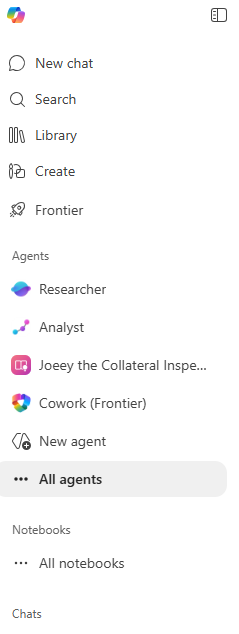 New chat
Search
Library
Create
Frontier
Agents
Researcher
Analyst
Joeey the Collateral Inspe...
Cowork (Frontier)
New agent
All agents
Notebooks
All notebooks
Chats